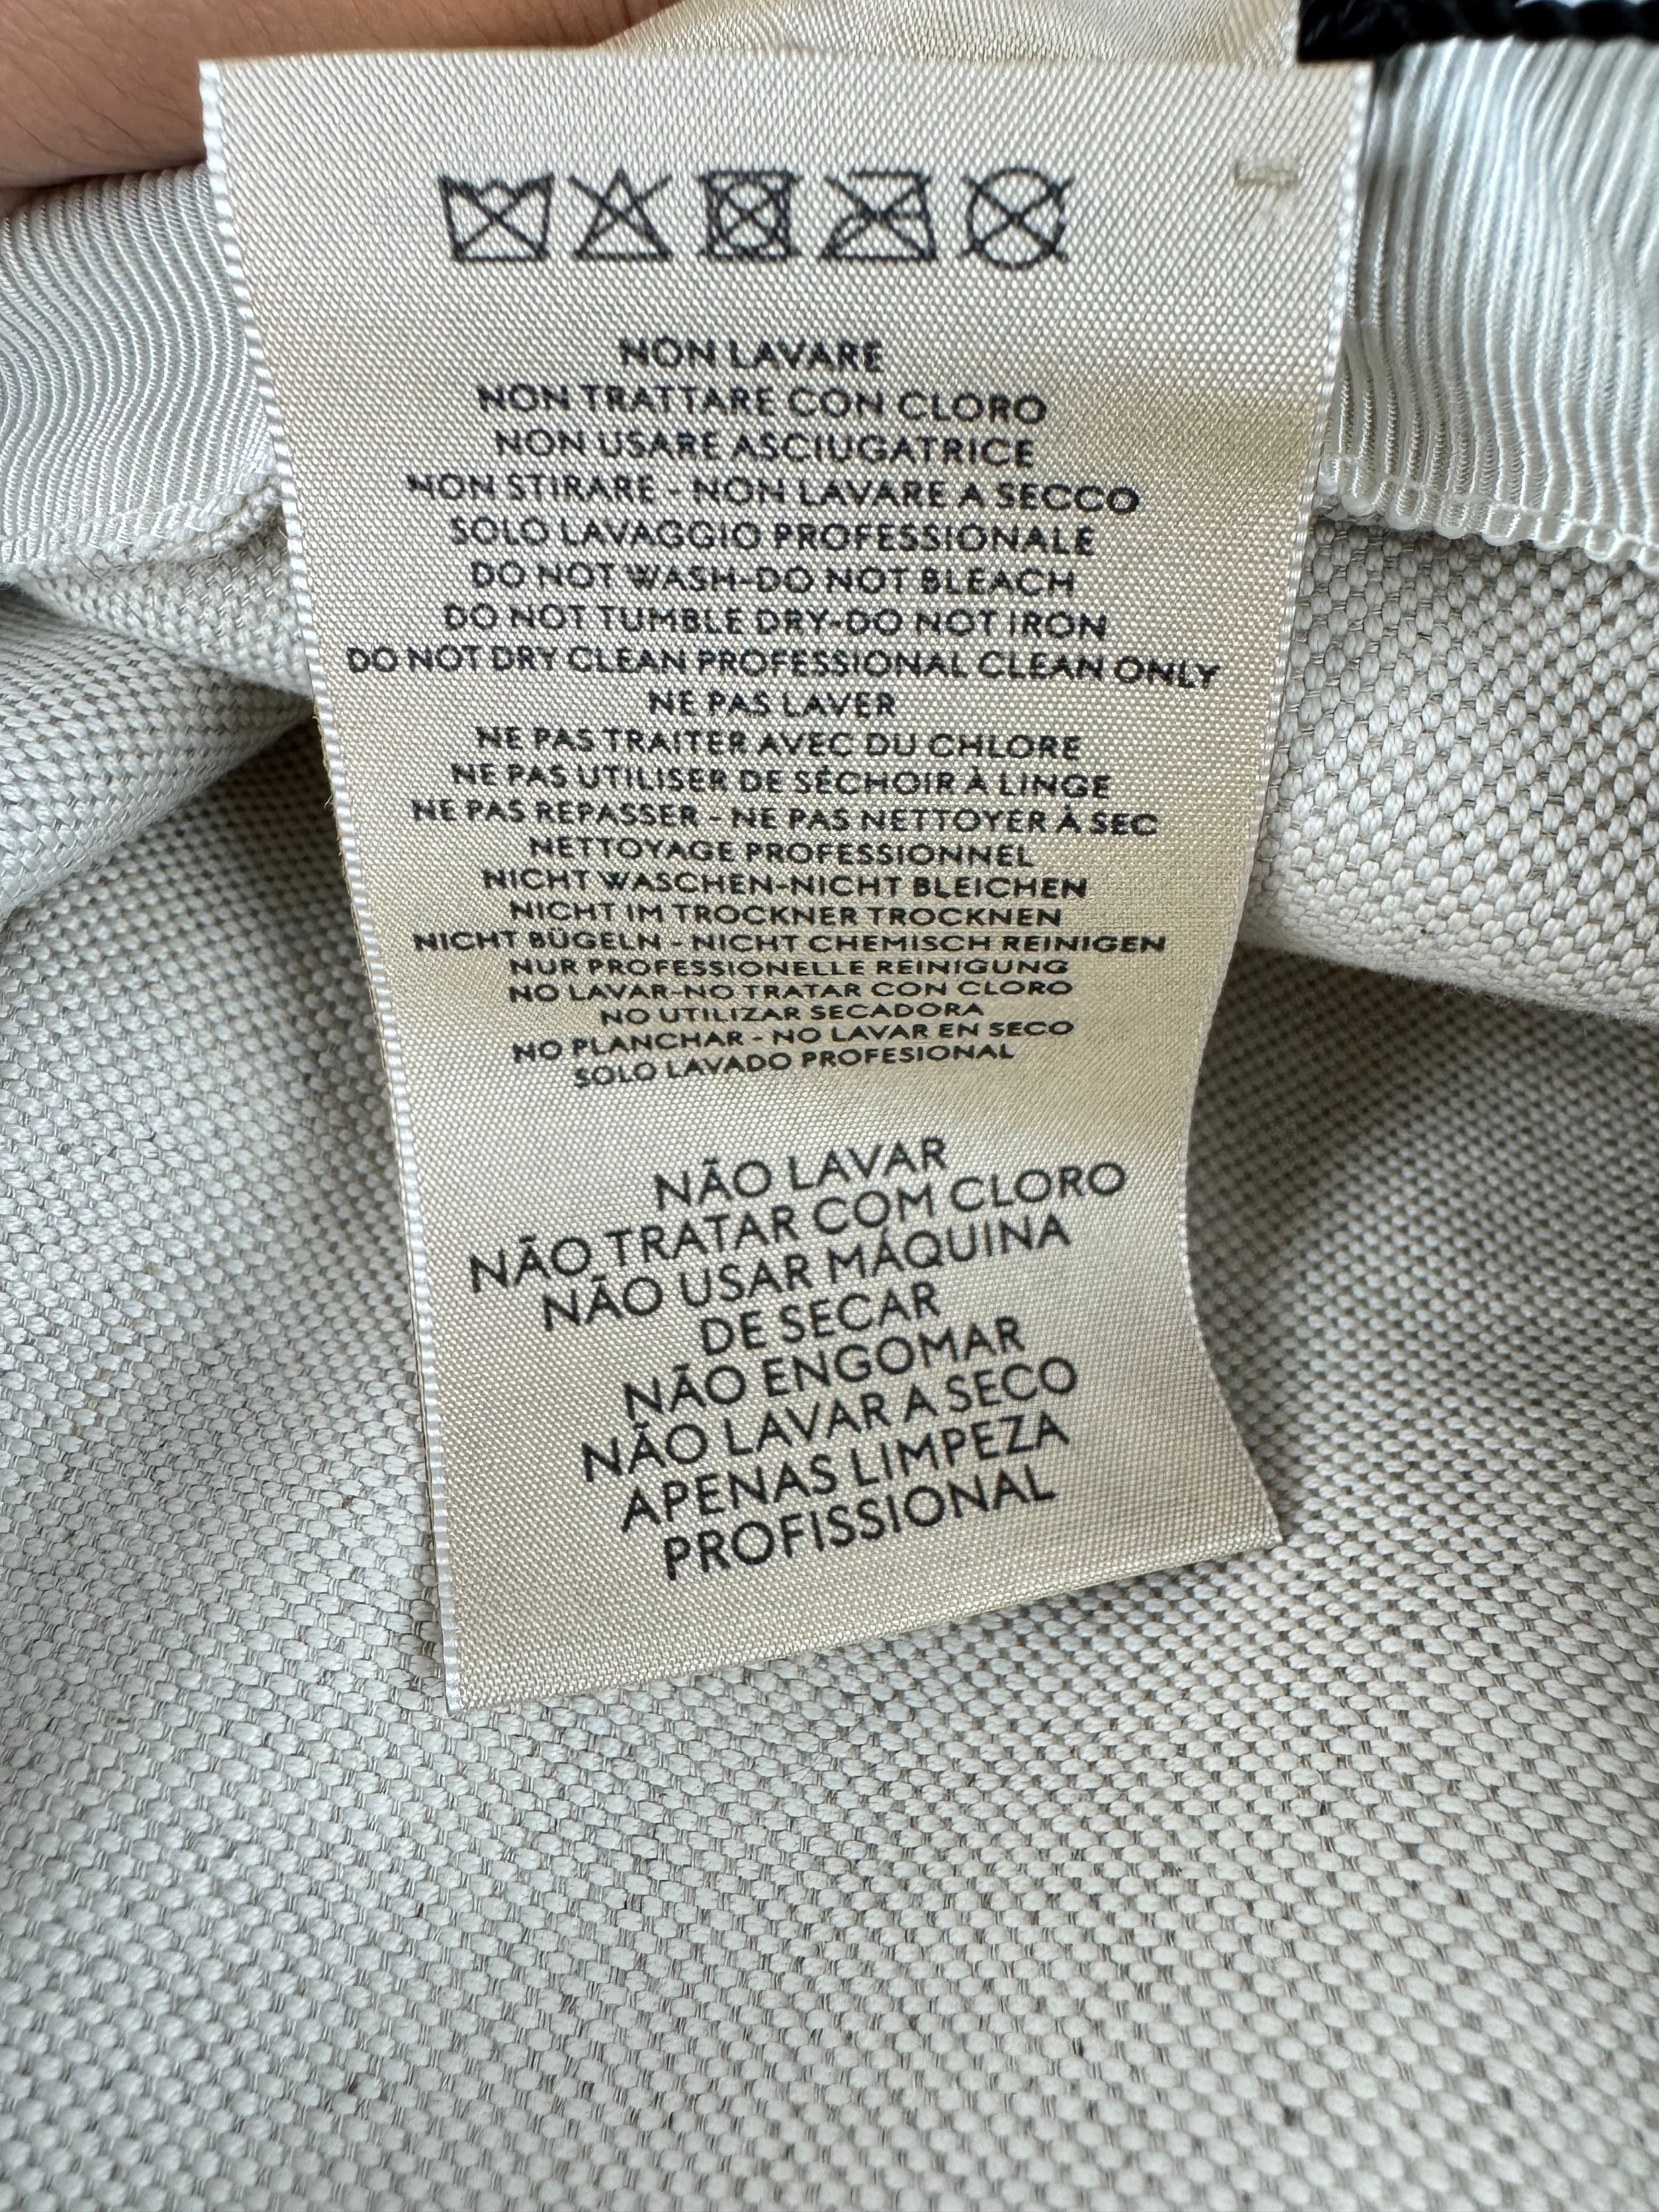 NON LAVARE
NON TRATTARE CON CLORO
NON USARE ASCIUGATRICE
NON STIRARE - NON LAVARE A SECCO
SOLO LAVAGGIO PROFESSIONALE
DO NOT WASH-DO NOT BLEACH
DO NOT TUMBLE DRY-DO NOT IRON
DO NOT DRY CLEAN PROFESSIONAL CLEAN ONLY
NE PAS LAVER
NE PAS TRAITER AVEC DU CHLORE
NE PAS UTILISER DE SÉCHOIR À LINGE
NE PAS REPASSER - NE PAS NETTOYER À SEC
NETTOYAGE PROFESSIONNEL
NICHT WASCHEN-NICHT BLEICHEN
NICHT IM TROCKNER TROCKNEN
NICHT BÜGELN - NICHT CHEMISCH REINIGEN
NUR PROFESSIONELLE REINIGUNG
NO LAVAR-NO TRATAR CON CLORO
NO UTILIZAR SECADORA
NO PLANCHAR - NO LAVAR EN SECO
SOLO LAVADO PROFESIONAL
NÃO LAVAR
NÃO TRATAR COM CLORO
NÃO USAR MÁQUINA
DE SECAR
NÃO ENGOMAR
NÃO LAVAR A SECO
APENAS LIMPEZA
PROFISSIONAL